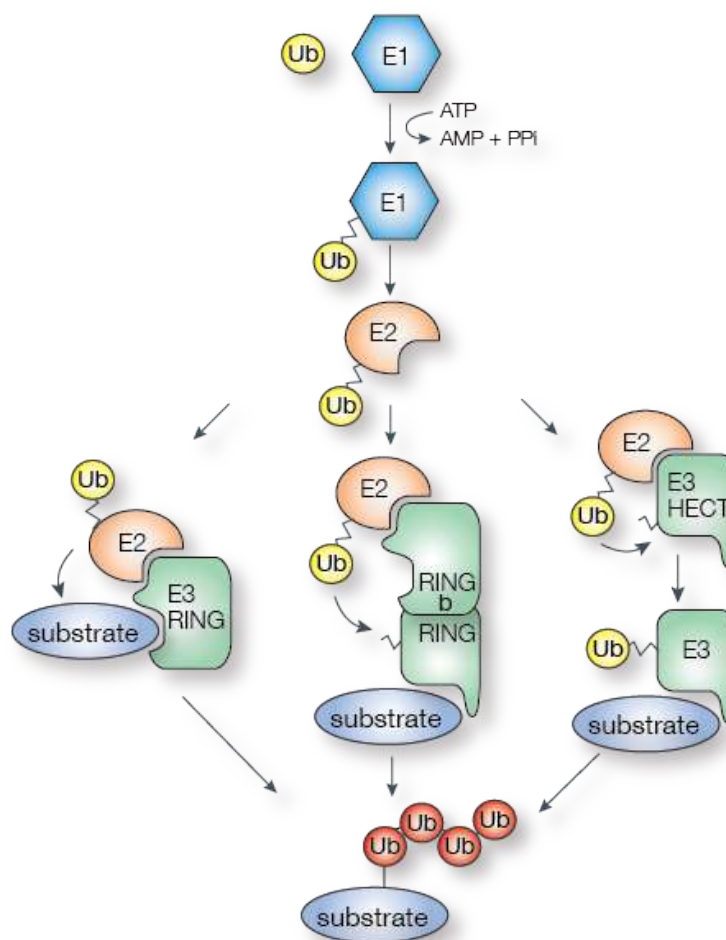 Ub
E1
ATP
AMP + PPi
E1
Ub
E2
Ub
Ub
E2
E3
RING
substrate
E2
Ub
RING
b
RING
substrate
E2
Ub
E3
HECT
Ub
E3
substrate
Ub
Ub
Ub
Ub
substrate